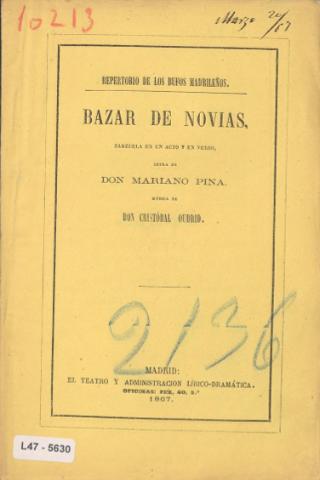 10213
Marzo 24/67
REPERTORIO DE LOS BUFOS MADRILEÑOS.
BAZAR DE NOVIAS,
ZARZUELA EN UN ACTO Y EN VERSO,
LETRA DE
DON MARIANO PINA.
MÚSICA DE
DON CRISTÓBAL OUDRID.
2136
MADRID:
EL TEATRO Y ADMINISTRACION LÍRICO-DRAMÁTICA.
OFICINAS: PEZ, 40, 2.º
1867.
L47 - 5630